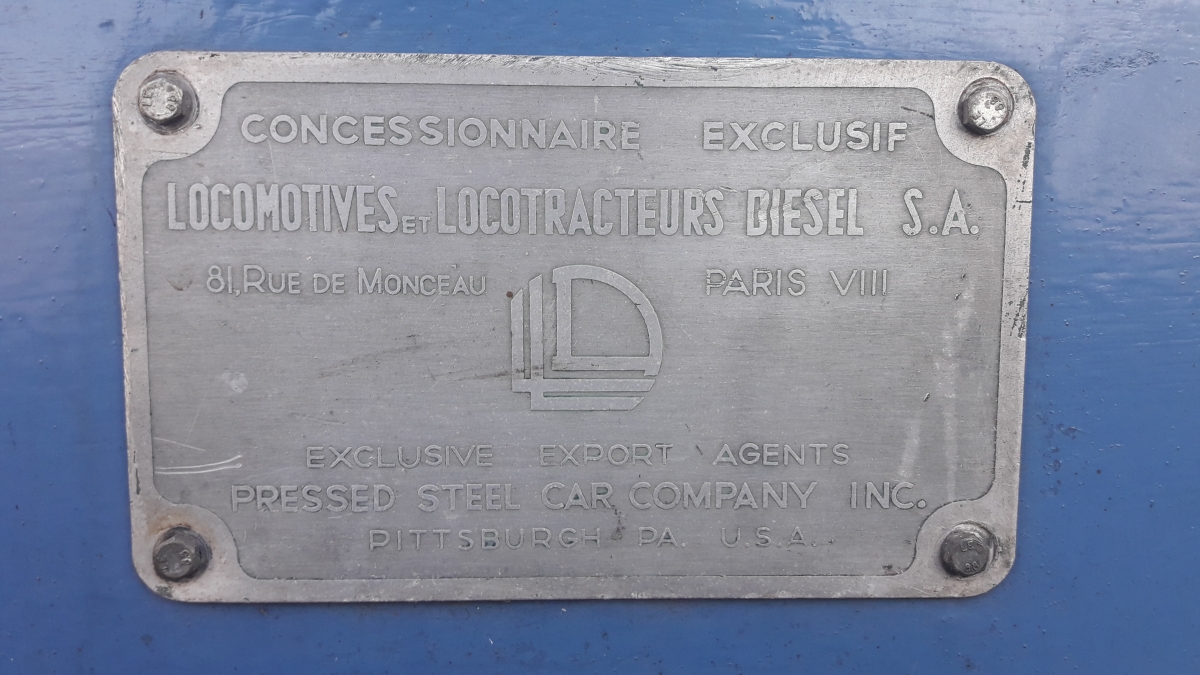 CONCESSIONNAIRE EXCLUSIF
LOCOMOTIVES ET LOCOTRACTEURS DIESEL S.A.
81, RUE DE MONCEAU PARIS VIII
LLD
EXCLUSIVE EXPORT AGENTS
PRESSED STEEL CAR COMPANY INC.
PITTSBURGH PA. U.S.A.